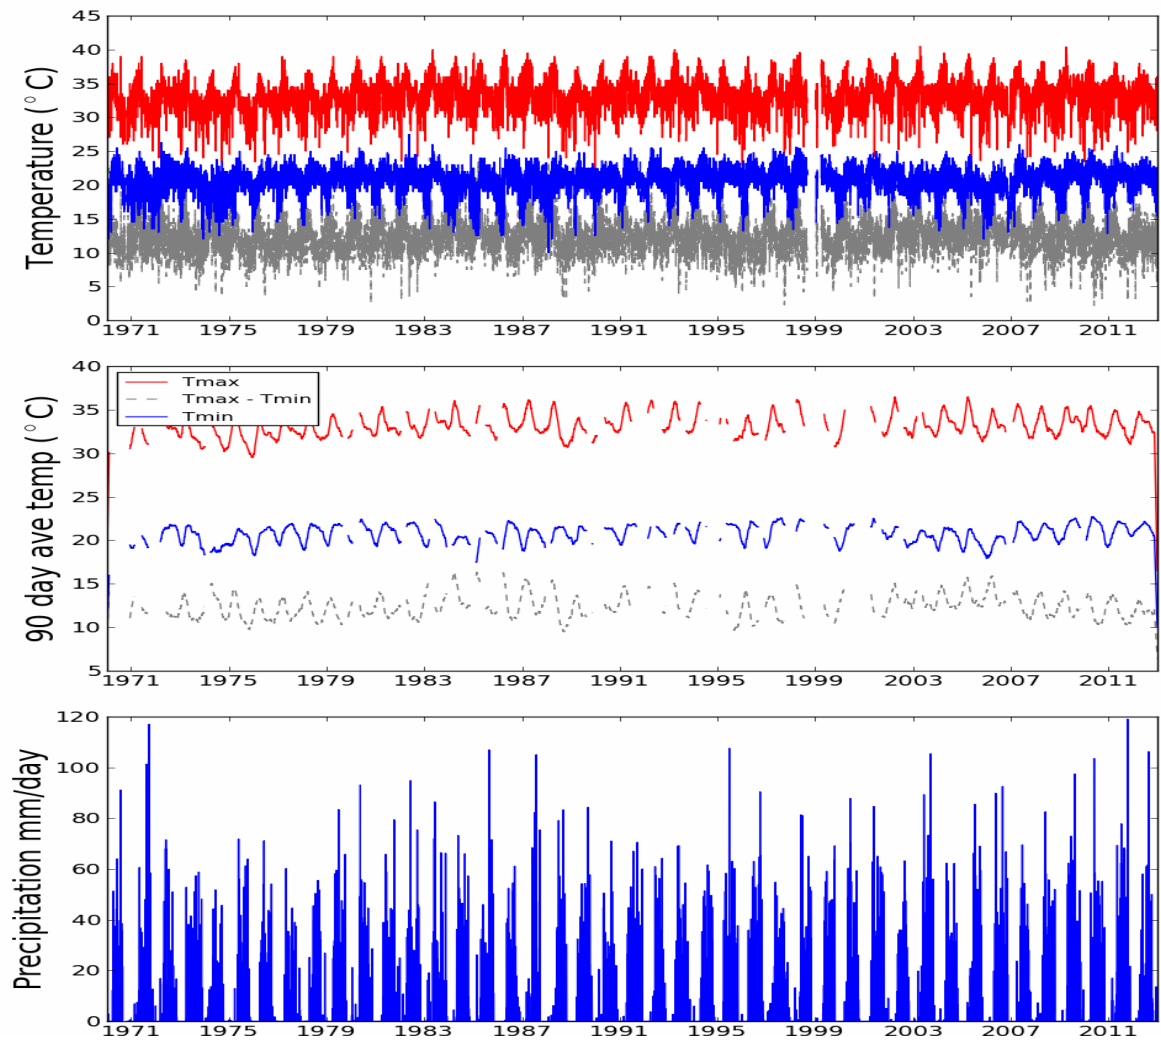 Temperature (°C)
45
40
35
30
25
20
15
10
5
0
1971 1975 1979 1983 1987 1991 1995 1999 2003 2007 2011
90 day ave temp (°C)
40
35
30
25
20
15
10
5
Tmax
Tmax - Tmin
Tmin
1971 1975 1979 1983 1987 1991 1995 1999 2003 2007 2011
Precipitation mm/day
120
100
80
60
40
20
0
1971 1975 1979 1983 1987 1991 1995 1999 2003 2007 2011